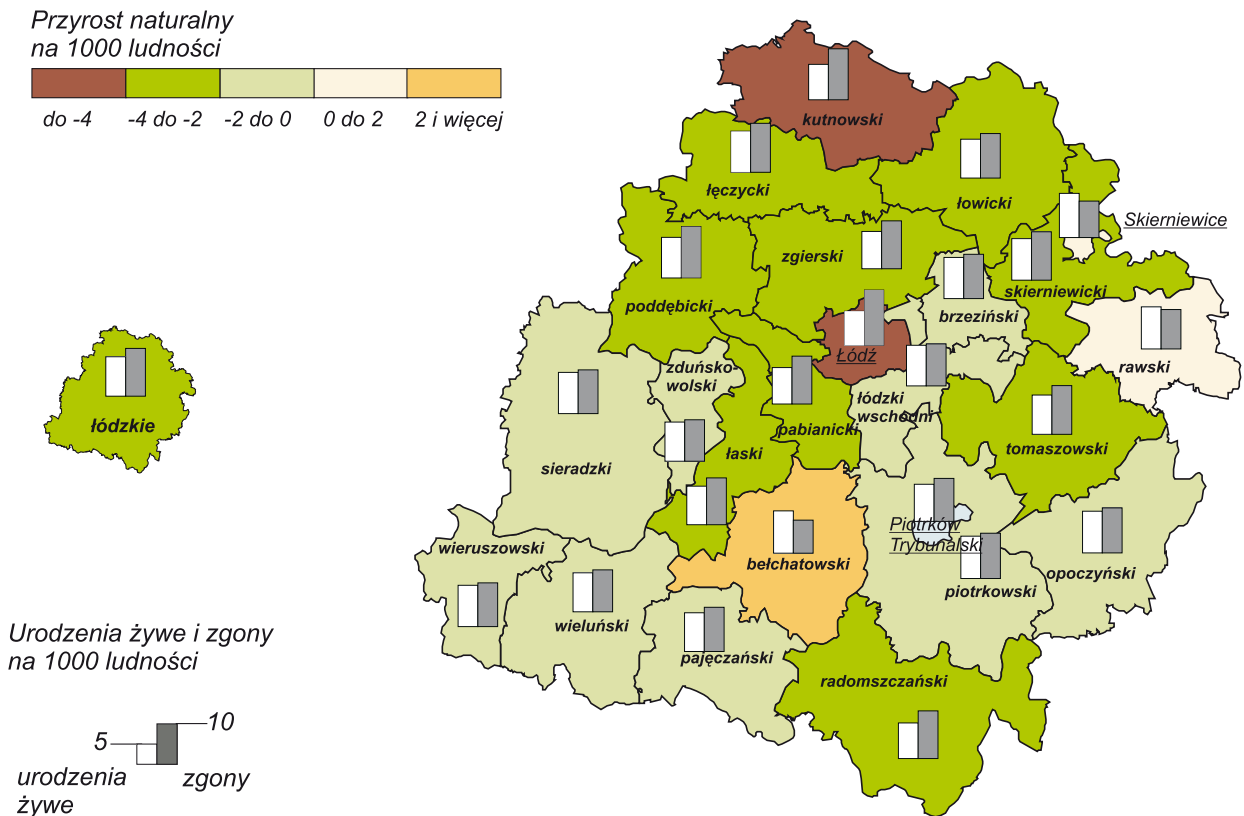 Przyrost naturalny
na 1000 ludności
do -4
-4 do -2
-2 do 0
0 do 2
2 i więcej
kutnowski
łęczycki
łowicki
Skierniewice
zgierski
skierniewicki
poddębicki
brzeziński
Łódź
rawski
zduńsko-
wolski
łódzki
wschodni
łódzkie
pabianicki
łaski
tomaszowski
sieradzki
Piotrków
Trybunalski
wieruszowski
bełchatowski
opoczyński
piotrkowski
wieluński
pajęczański
radomszczański
Urodzenia żywe i zgony
na 1000 ludności
10
5
urodzenia
żywe
zgony